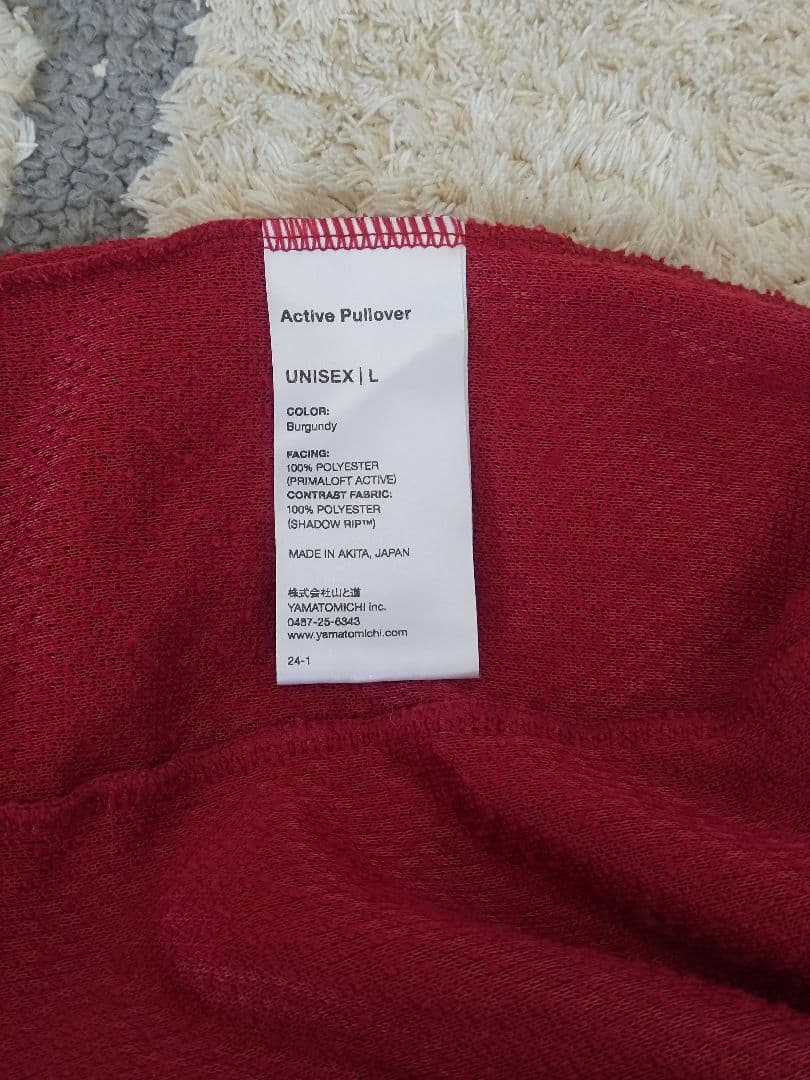 Active Pullover
UNISEX | L
COLOR:
Burgundy
FACING:
100% POLYESTER
(PRIMALOFT ACTIVE)
CONTRAST FABRIC:
100% POLYESTER
(SHADOW RIP™)
MADE IN AKITA, JAPAN
株式会社山と道
YAMATOMICHI inc.
0467-25-6343
www.yamatomichi.com
24-1